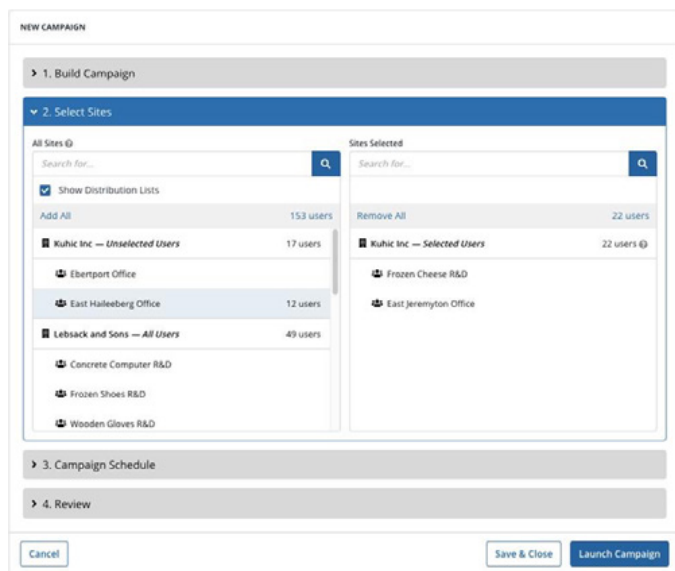 NEW CAMPAIGN
1. Build Campaign
2. Select Sites
All Sites
Search for...
Show Distribution Lists
Add All 153 users
Kuhic Inc — Unselected Users 17 users
Ebertport Office
East Haileeberg Office 12 users
Lebsack and Sons — All Users 49 users
Concrete Computer R&D
Frozen Shoes R&D
Wooden Gloves R&D
Sites Selected
Search for...
Remove All 22 users
Kuhic Inc — Selected Users 22 users
Frozen Cheese R&D
East Jeremyton Office
3. Campaign Schedule
4. Review
Cancel
Save & Close
Launch Campaign